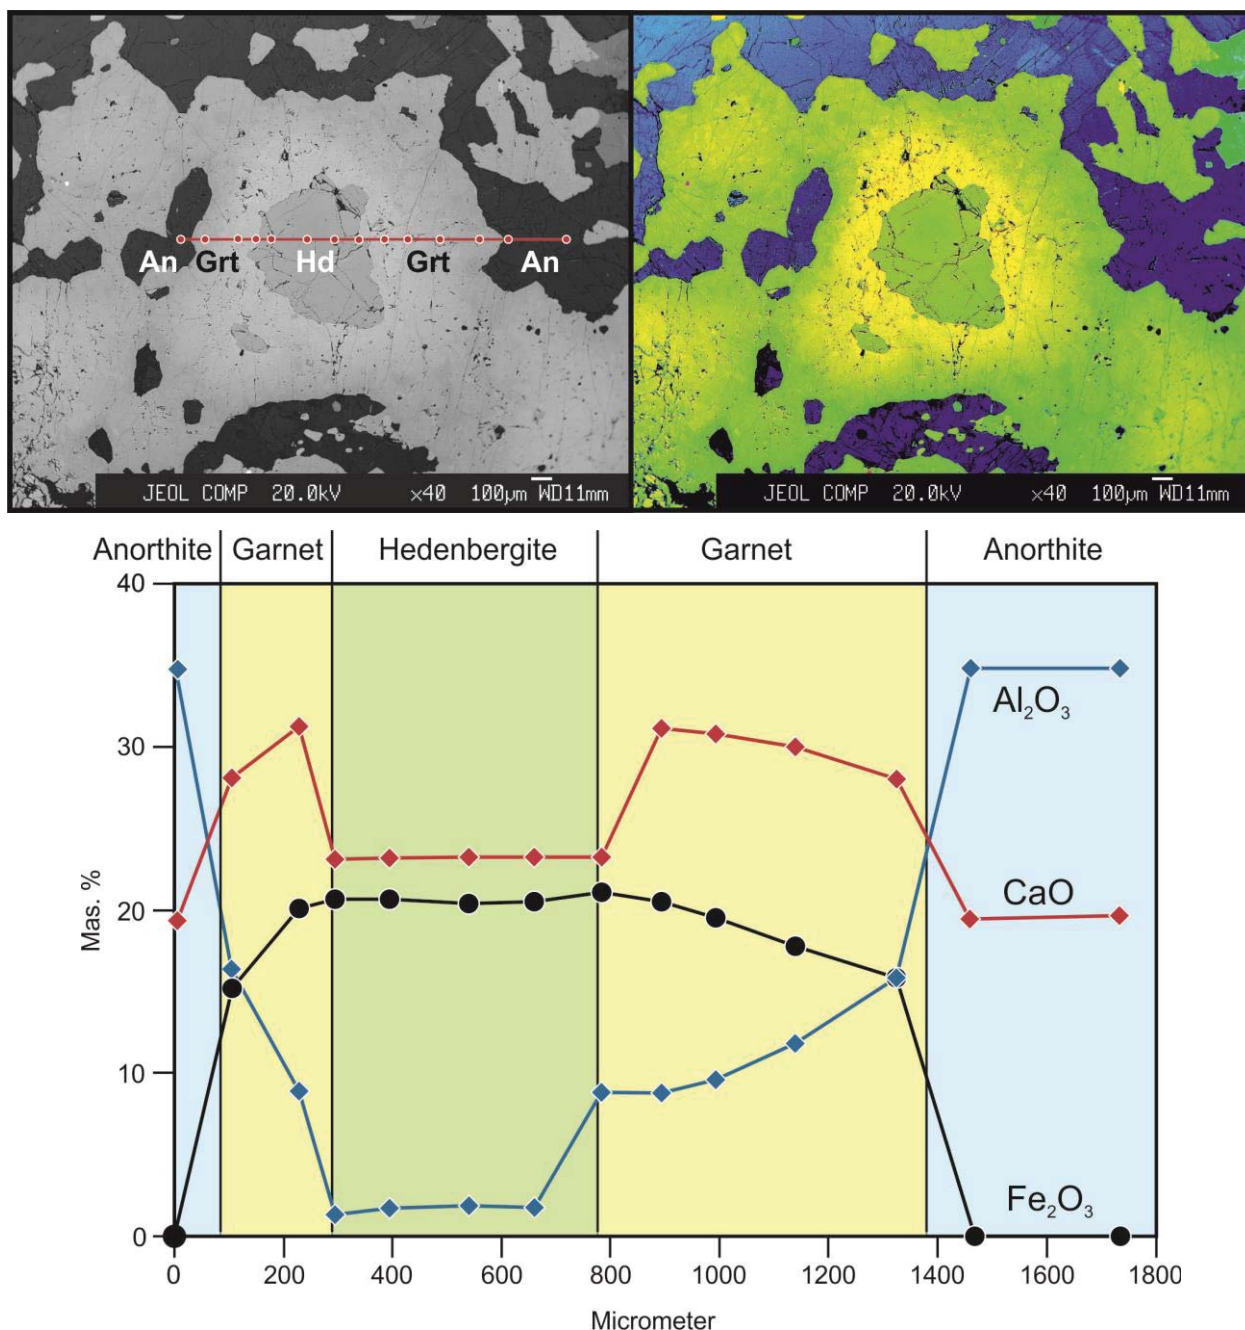 An Grt Hd Grt An
JEOL COMP 20.0kV ×40 100µm WD11mm
JEOL COMP 20.0kV ×40 100µm WD11mm
Anorthite Garnet Hedenbergite Garnet Anorthite
40
30
20
10
0
Mas. %
Al₂O₃
CaO
Fe₂O₃
0 200 400 600 800 1000 1200 1400 1600 1800
Micrometer